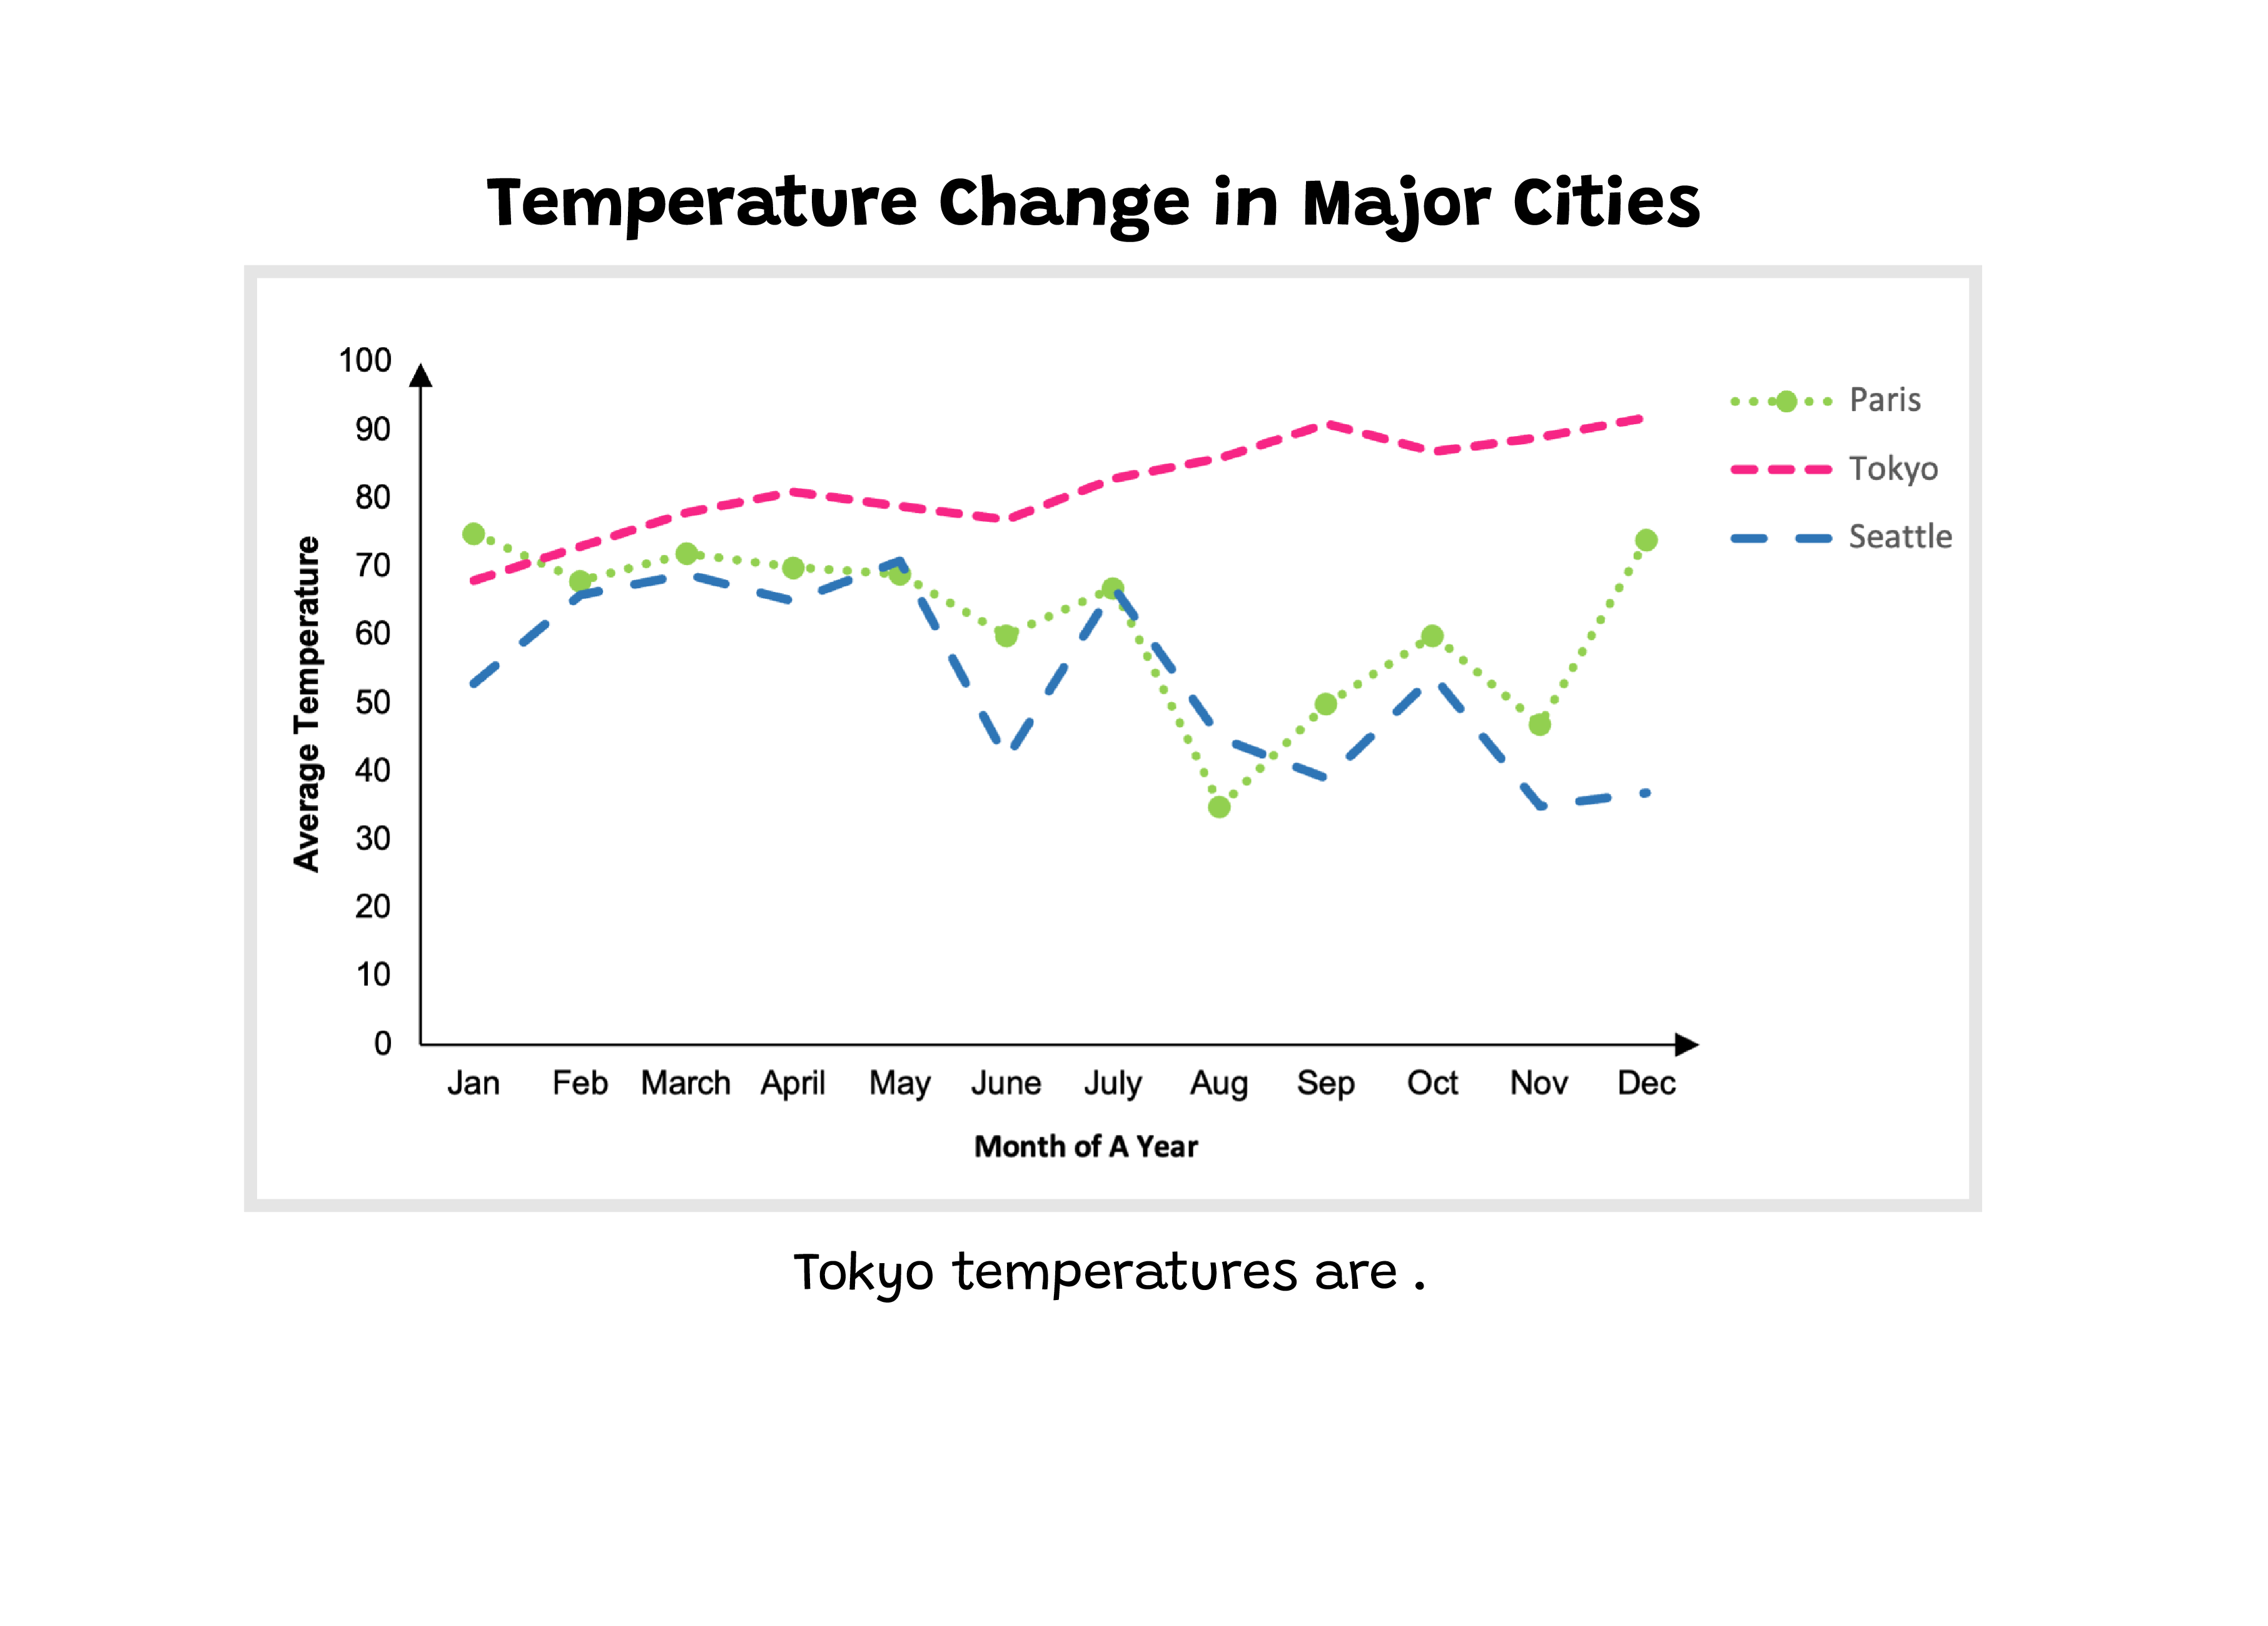 Temperature Change in Major Cities
100
90
80
70
60
50
40
30
20
10
0
Average Temperature
Jan Feb March April May June July Aug Sep Oct Nov Dec
Month of A Year
Paris
Tokyo
Seattle
Tokyo temperatures are .